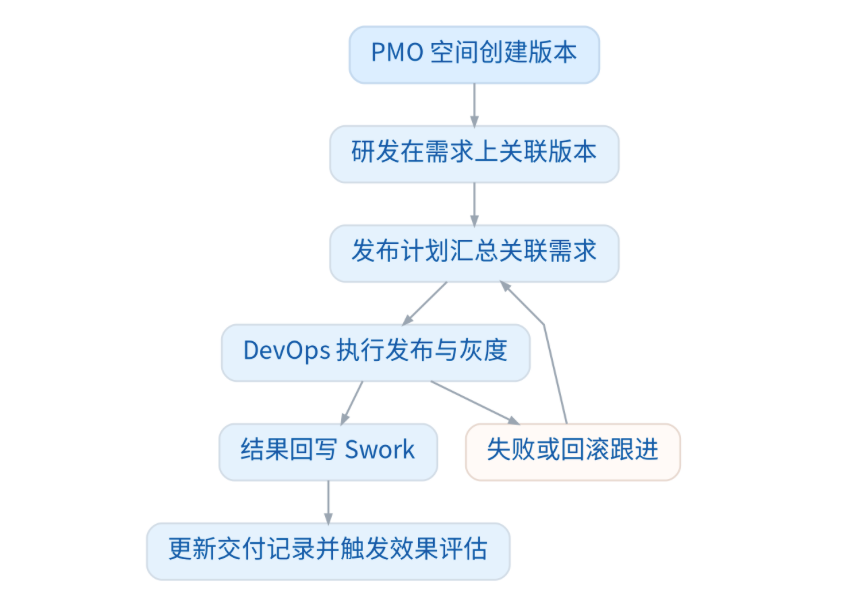 PMO 空间创建版本
研发在需求上关联版本
发布计划汇总关联需求
DevOps 执行发布与灰度
结果回写 Swork
失败或回滚跟进
更新交付记录并触发效果评估